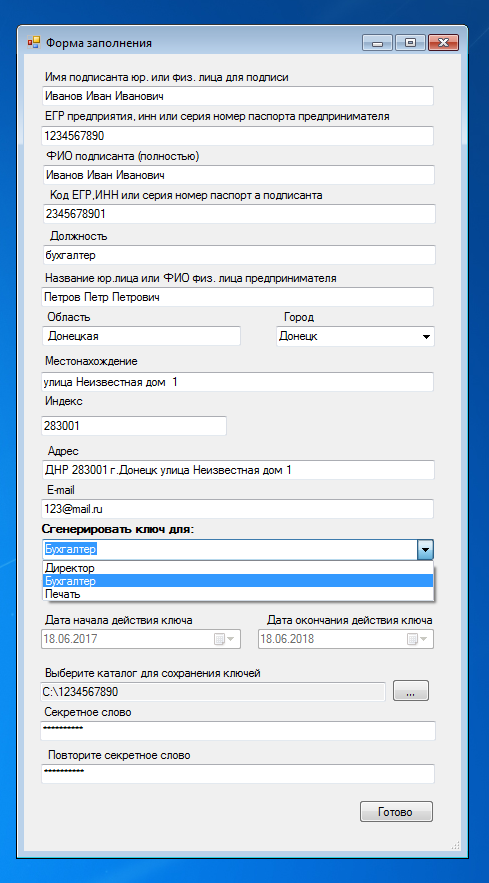 Форма заполнения
Имя подписанта юр. или физ. лица для подписи
Иванов Иван Иванович
ЕГР предприятия, инн или серия номер паспорта предпринимателя
1234567890
ФИО подписанта (полностью)
Иванов Иван Иванович
Код ЕГР,ИНН или серия номер паспорт а подписанта
2345678901
Должность
бухгалтер
Название юр.лица или ФИО физ. лица предпринимателя
Петров Петр Петрович
Область Город
Донецкая Донецк
Местонахождение
улица Неизвестная дом 1
Индекс
283001
Адрес
ДНР 283001 г.Донецк улица Неизвестная дом 1
E-mail
123@mail.ru
Сгенерировать ключ для:
Бухгалтер
Директор
Бухгалтер
Печать
Дата начала действия ключа Дата окончания действия ключа
18.06.2017 18.06.2018
Выберите каталог для сохранения ключей
C:\1234567890 ...
Секретное слово
**********
Повторите секретное слово
**********
Готово